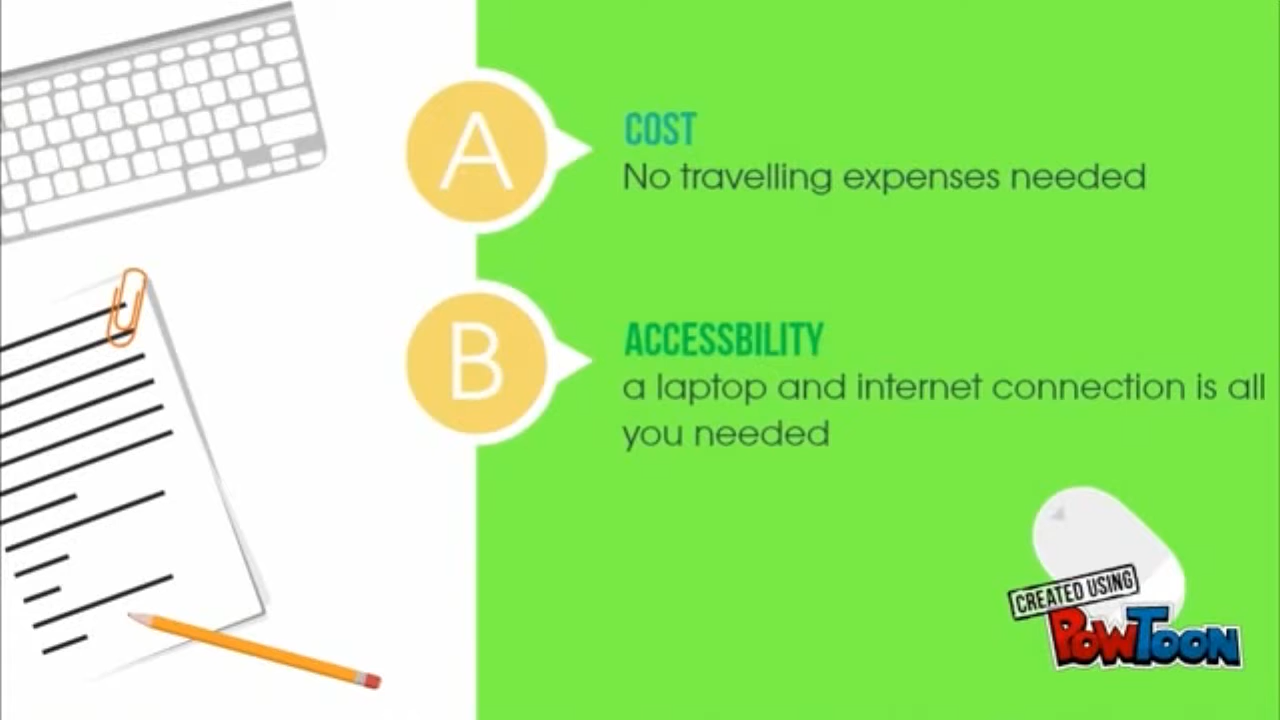 A
COST
No travelling expenses needed
B
ACCESSBILITY
a laptop and internet connection is all
you needed
CREATED USING
POWTOON